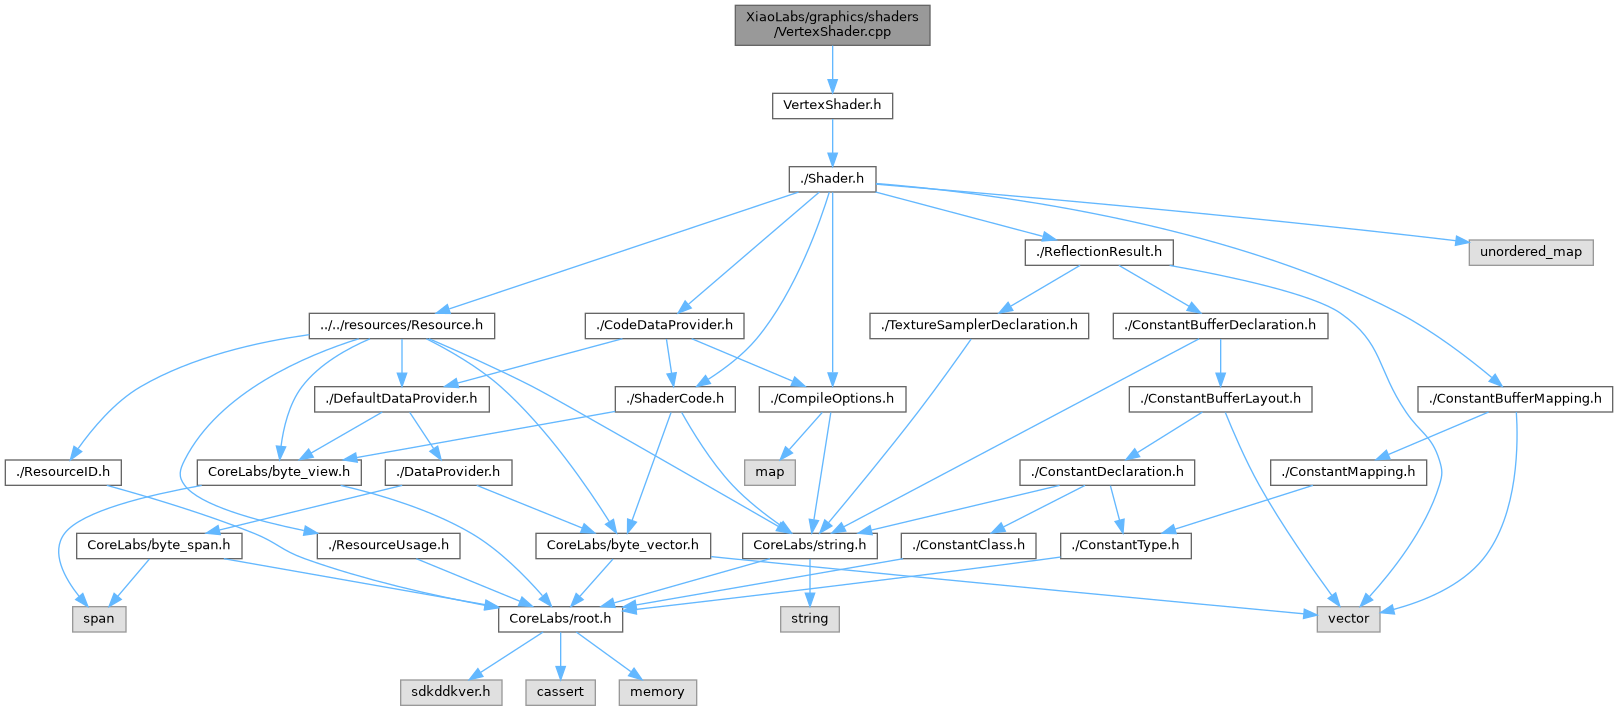 XiaoLabs/graphics/shaders
/VertexShader.cpp
VertexShader.h
./Shader.h
./ReflectionResult.h
unordered_map
../../resources/Resource.h
./CodeDataProvider.h
./TextureSamplerDeclaration.h
./ConstantBufferDeclaration.h
./DefaultDataProvider.h
./ShaderCode.h
./CompileOptions.h
./ConstantBufferLayout.h
./ConstantBufferMapping.h
./ResourceID.h
CoreLabs/byte_view.h
./DataProvider.h
map
./ConstantDeclaration.h
./ConstantMapping.h
CoreLabs/byte_span.h
./ResourceUsage.h
CoreLabs/byte_vector.h
CoreLabs/string.h
./ConstantClass.h
./ConstantType.h
span
CoreLabs/root.h
string
vector
sdkddkver.h
cassert
memory